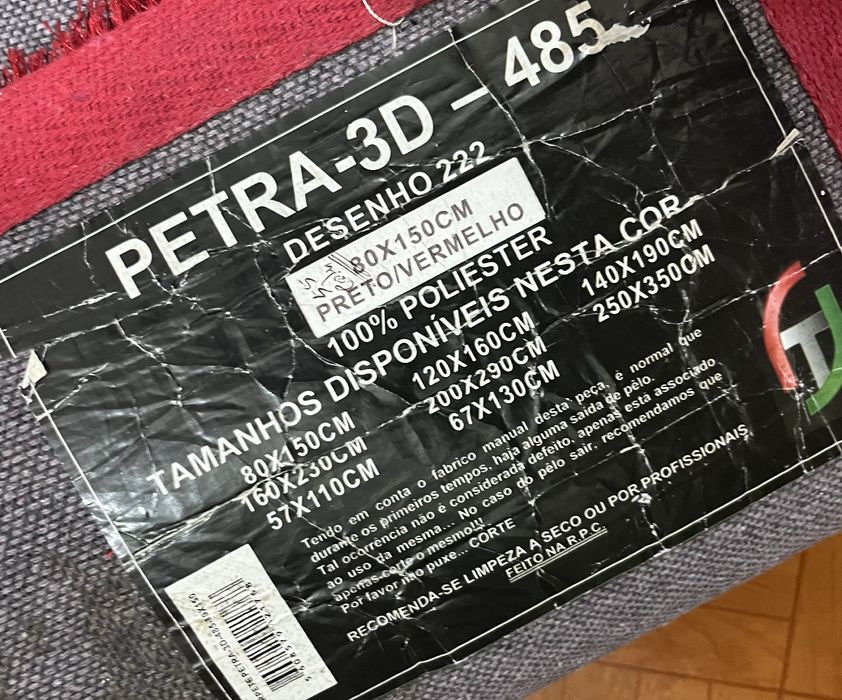 PETRA-3D – 485
DESENHO 222
80X150CM
PRETO/VERMELHO
100% POLIESTER
TAMANHOS DISPONÍVEIS NESTA COR
80X150CM 120X160CM 140X190CM
160X230CM 200X290CM 250X350CM
57X110CM 67X130CM
Tendo em conta o fabrico manual desta peça, é normal que
durante os primeiros tempos, haja alguma saída de pêlo.
Tal ocorrência não é considerada defeito, apenas esta associado
ao uso da mesma... No caso do pêlo sair, recomendamos que
apenas corte o mesmo!!!
Por favor não puxe... CORTE
RECOMENDA-SE LIMPEZA A SECO OU POR PROFISSIONAIS
FEITO NA R.P.C.
T